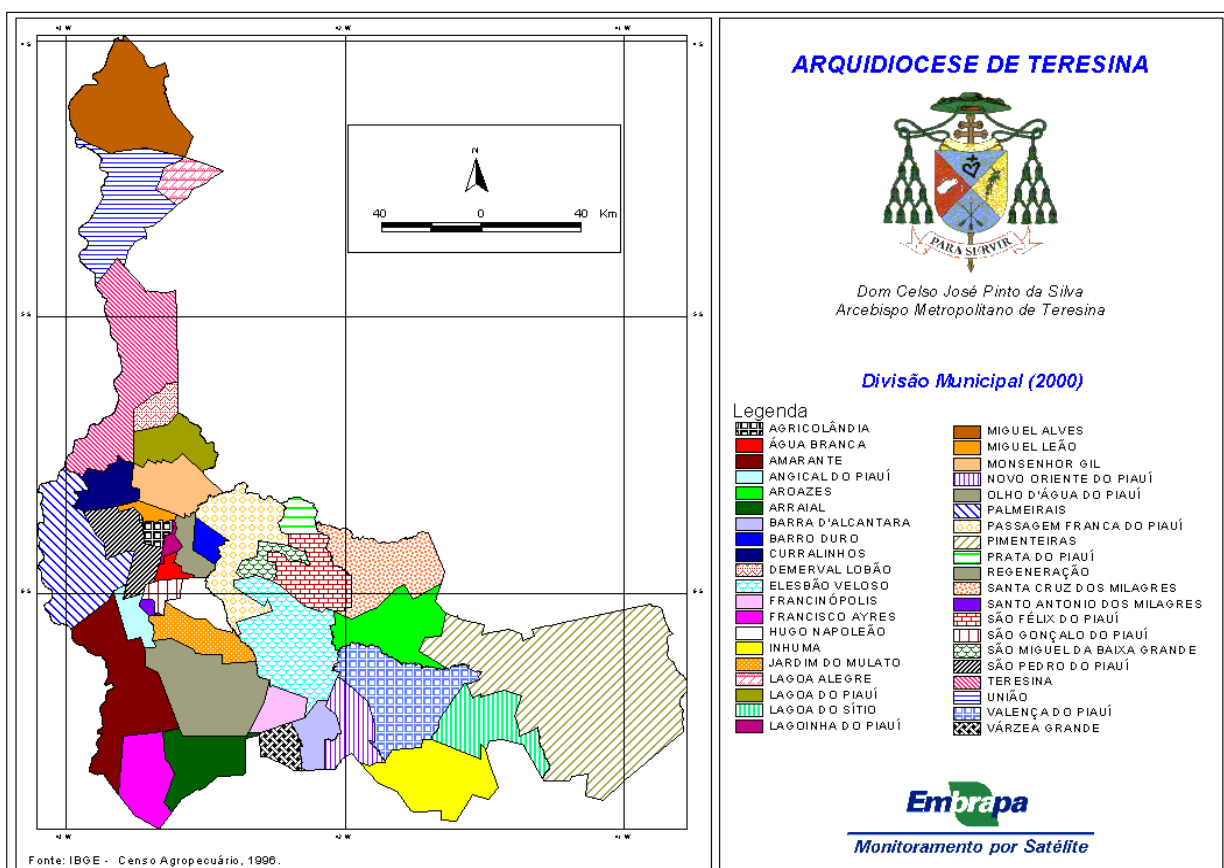 N
40 0 40 Km
Fonte: IBGE - Censo Agropecuário, 1996.
ARQUIDIOCESE DE TERESINA
PARA SERVIR
Dom Celso José Pinto da Silva
Arcebispo Metropolitano de Teresina
Divisão Municipal (2000)
Legenda
AGRICOLÂNDIA
ÁGUA BRANCA
AMARANTE
ANGICAL DO PIAUÍ
AROAZES
ARRAIAL
BARRA D'ALCANTARA
BARRO DURO
CURRALINHOS
DEMERVAL LOBÃO
ELESBÃO VELOSO
FRANCINÓPOLIS
FRANCISCO AYRES
HUGO NAPOLEÃO
INHUMA
JARDIM DO MULATO
LAGOA ALEGRE
LAGOA DO PIAUÍ
LAGOA DO SÍTIO
LAGOINHA DO PIAUÍ
MIGUEL ALVES
MIGUEL LEÃO
MONSENHOR GIL
NOVO ORIENTE DO PIAUÍ
OLHO D'ÁGUA DO PIAUÍ
PALMEIRAIS
PASSAGEM FRANCA DO PIAUÍ
PIMENTEIRAS
PRATA DO PIAUÍ
REGENERAÇÃO
SANTA CRUZ DOS MILAGRES
SANTO ANTONIO DOS MILAGRES
SÃO FÉLIX DO PIAUÍ
SÃO GONÇALO DO PIAUÍ
SÃO MIGUEL DA BAIXA GRANDE
SÃO PEDRO DO PIAUÍ
TERESINA
UNIÃO
VALENÇA DO PIAUÍ
VÁRZEA GRANDE
Embrapa
Monitoramento por Satélite